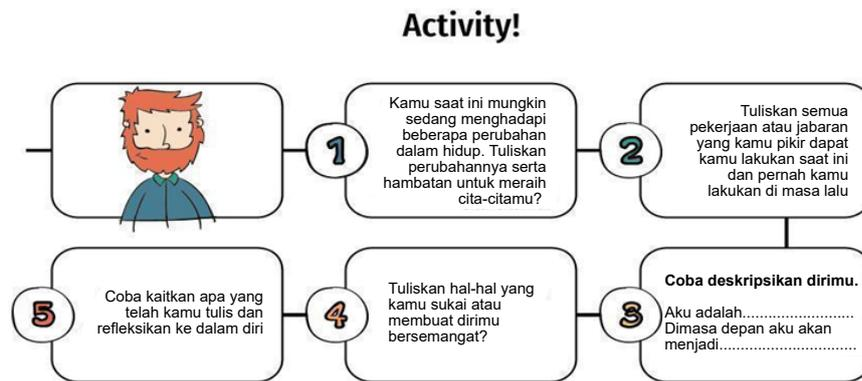 Activity!
1
Kamu saat ini mungkin
sedang menghadapi
beberapa perubahan
dalam hidup. Tuliskan
perubahannya serta
hambatan untuk meraih
cita-citamu?
2
Tuliskan semua
pekerjaan atau jabaran
yang kamu pikir dapat
kamu lakukan saat ini
dan pernah kamu
lakukan di masa lalu
3
Coba deskripsikan dirimu.
Aku adalah..........................
Dimasa depan aku akan
menjadi................................
4
Tuliskan hal-hal yang
kamu sukai atau
membuat dirimu
bersemangat?
5
Coba kaitkan apa yang
telah kamu tulis dan
refleksikan ke dalam diri